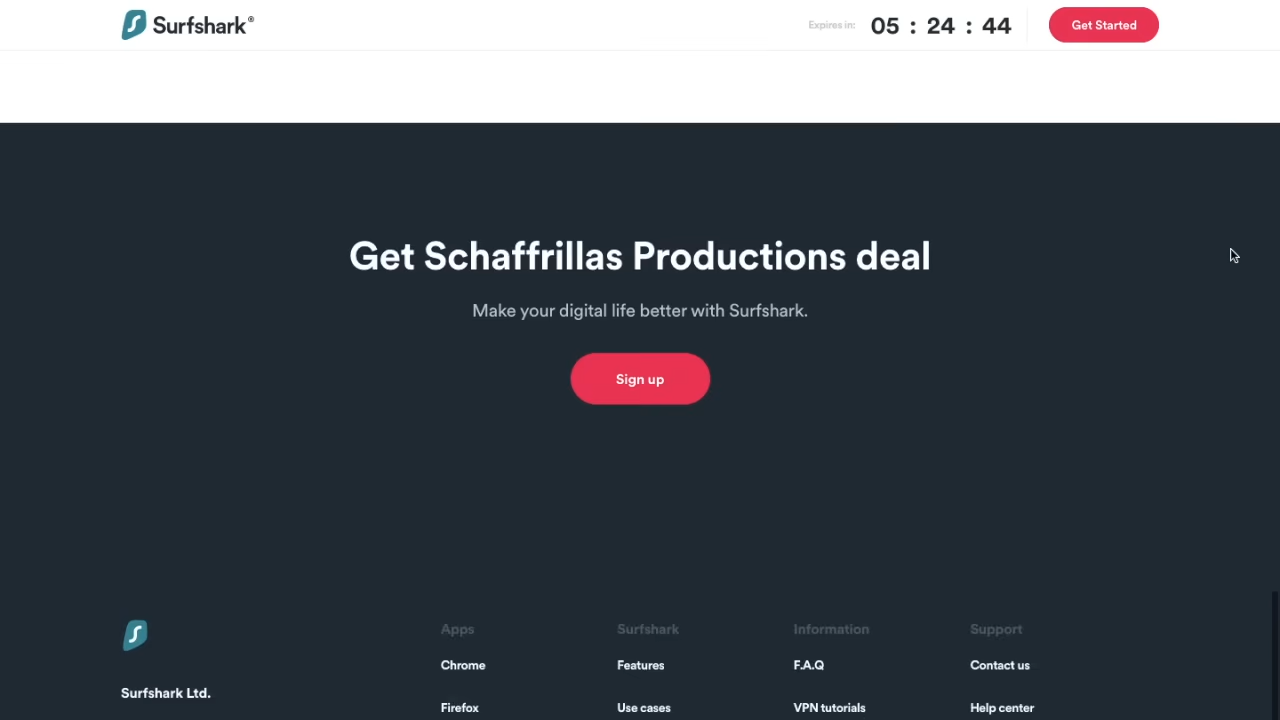 Surfshark®
Expires in: 05 : 24 : 44
Get Started
Get Schaffrillas Productions deal
Make your digital life better with Surfshark.
Sign up
Apps Surfshark Information Support
Chrome Features F.A.Q Contact us
Surfshark Ltd.
Firefox Use cases VPN tutorials Help center